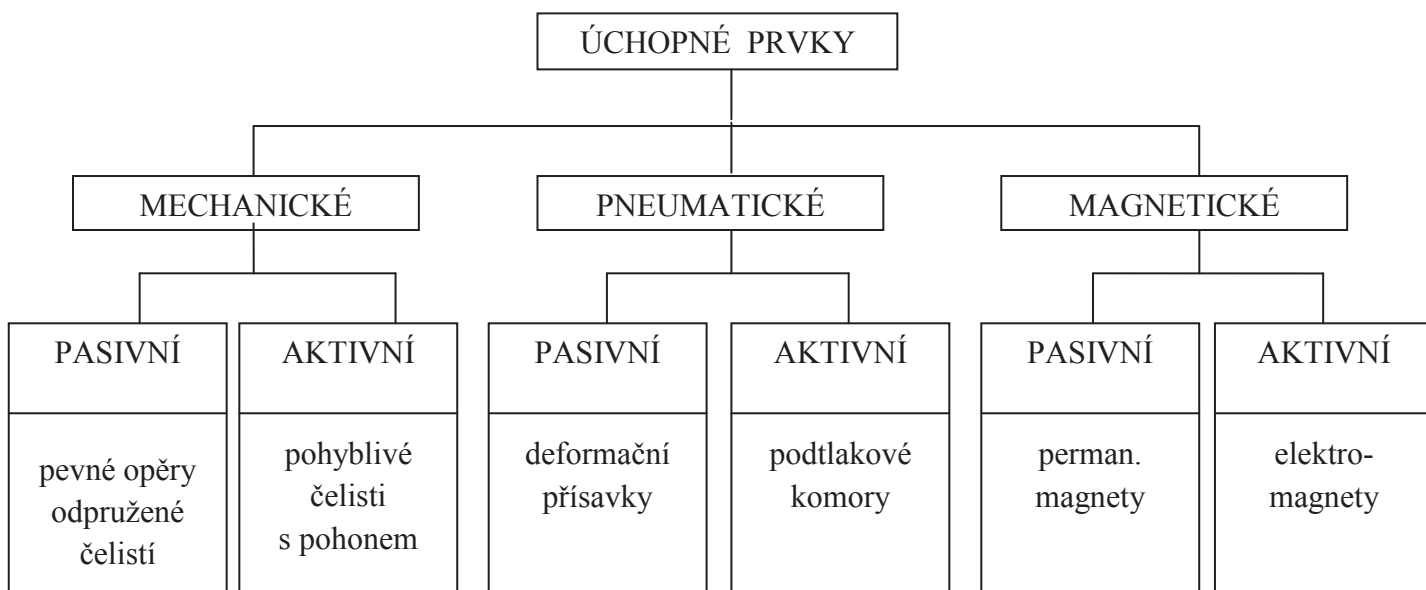 ÚCHOPNÉ PRVKY
MECHANICKÉ
PNEUMATICKÉ
MAGNETICKÉ
PASIVNÍ
AKTIVNÍ
PASIVNÍ
AKTIVNÍ
PASIVNÍ
AKTIVNÍ
pevné opěry
odpružené
čelistí
pohyblivé
čelisti
s pohonem
deformační
přísavky
podtlakové
komory
perman.
magnety
elektro-
magnety